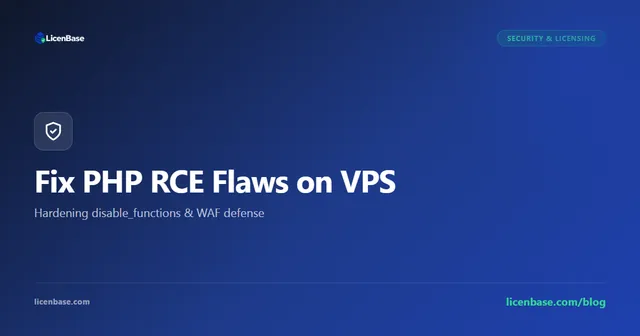 LicenBase
SECURITY & LICENSING
Fix PHP RCE Flaws on VPS
Hardening disable_functions & WAF defense
licenbase.com
licenbase.com/blog